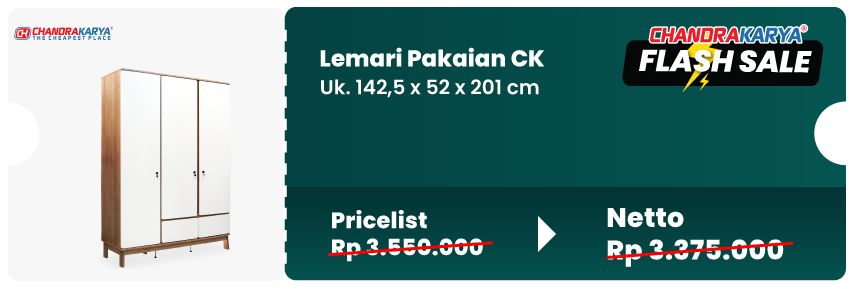 CHANDRAKARYA®
THE CHEAPEST PLACE
Lemari Pakaian CK
Uk. 142,5 x 52 x 201 cm
CHANDRAKARYA®
FLASH SALE
Pricelist
Rp 3.550.000
Netto
Rp 3.375.000